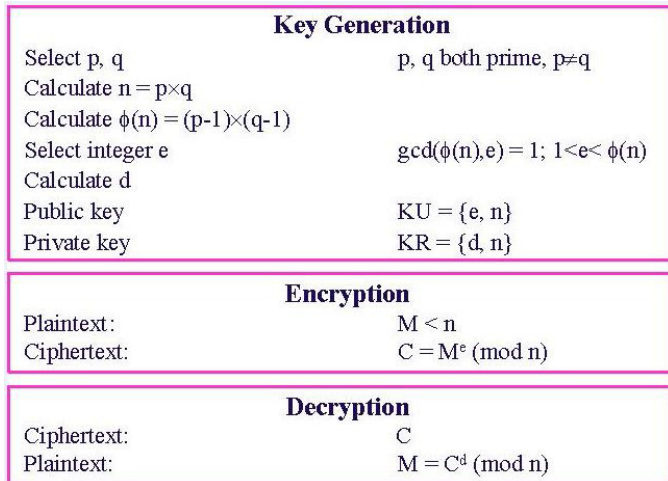 Key Generation
Select p, q p, q both prime, p≠q
Calculate n = p×q
Calculate ϕ(n) = (p-1)×(q-1)
Select integer e gcd(ϕ(n),e) = 1; 1<e< ϕ(n)
Calculate d
Public key KU = {e, n}
Private key KR = {d, n}
Encryption
Plaintext: M < n
Ciphertext: C = Mᵉ (mod n)
Decryption
Ciphertext: C
Plaintext: M = Cᵈ (mod n)